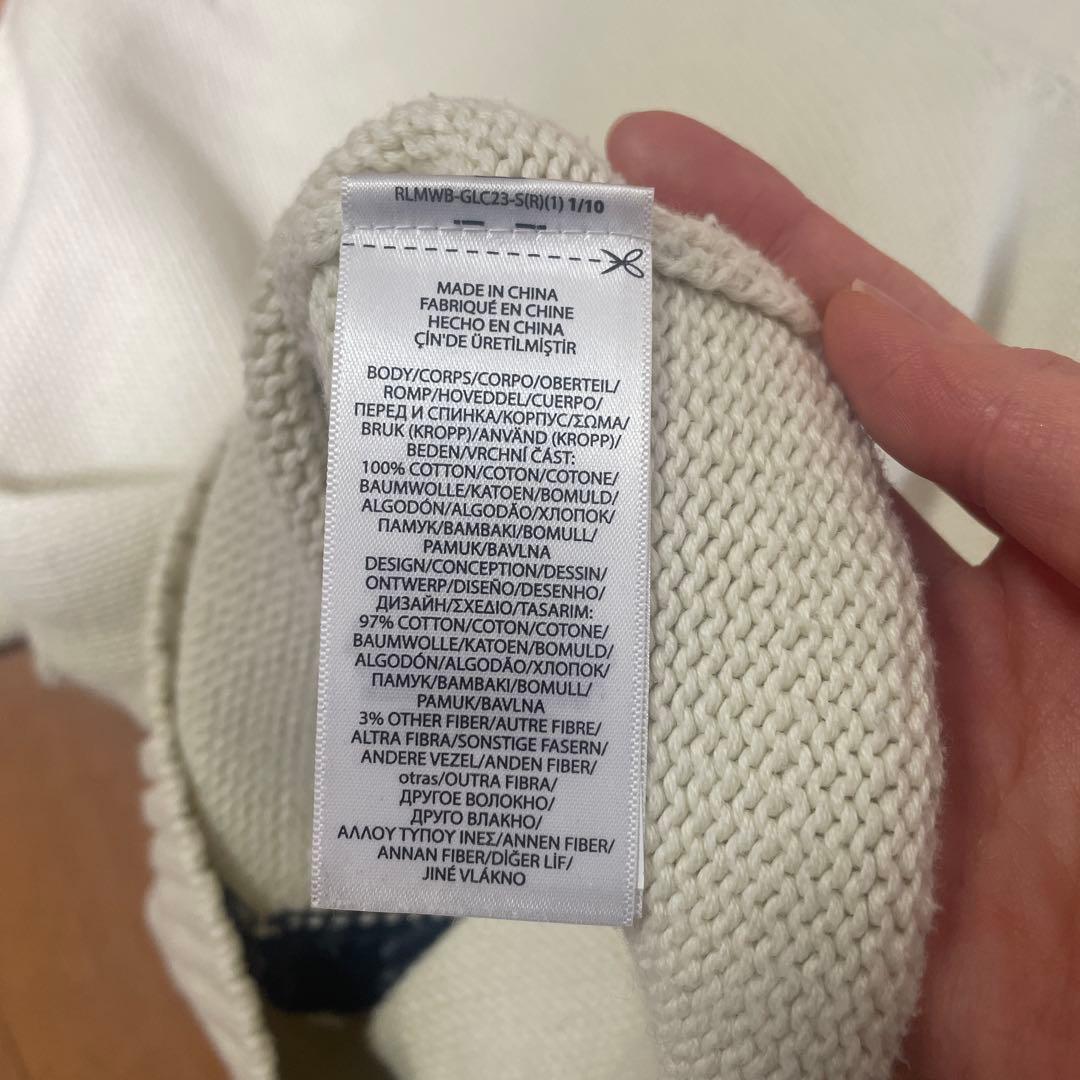 RLMWB-GLC23-S(R)(1) 1/10
MADE IN CHINA
FABRIQUÉ EN CHINE
HECHO EN CHINA
ÇİN'DE ÜRETİLMİŞTİR
BODY/CORPS/CORPO/OBERTEIL/
ROMP/HOVEDDEL/CUERPO/
ПЕРЕД И СПИНКА/КОРПУС/ΣΩΜΑ/
BRUK (KROPP)/ANVÄND (KROPP)/
BEDEN/VRCHNÍ ČÁST:
100% COTTON/COTON/COTONE/
BAUMWOLLE/KATOEN/BOMULD/
ALGODÓN/ALGODÃO/ХЛОПОК/
ПАМУК/ΒΑΜΒΑΚΙ/BOMULL/
PAMUK/BAVLNA
DESIGN/CONCEPTION/DESSIN/
ONTWERP/DISEÑO/DESENHO/
ДИЗАЙН/ΣΧΕΔΙΟ/TASARIM:
97% COTTON/COTON/COTONE/
BAUMWOLLE/KATOEN/BOMULD/
ALGODÓN/ALGODÃO/ХЛОПОК/
ПАМУК/ΒΑΜΒΑΚΙ/BOMULL/
PAMUK/BAVLNA
3% OTHER FIBER/AUTRE FIBRE/
ALTRA FIBRA/SONSTIGE FASERN/
ANDERE VEZEL/ANDEN FIBER/
otras/OUTRA FIBRA/
ДРУГОЕ ВОЛОКНО/
ДРУГО ВЛАКНО/
ΑΛΛΟΥ ΤΥΠΟΥ ΙΝΕΣ/ANNEN FIBER/
ANNAN FIBER/DİĞER LİF/
JINÉ VLÁKNO